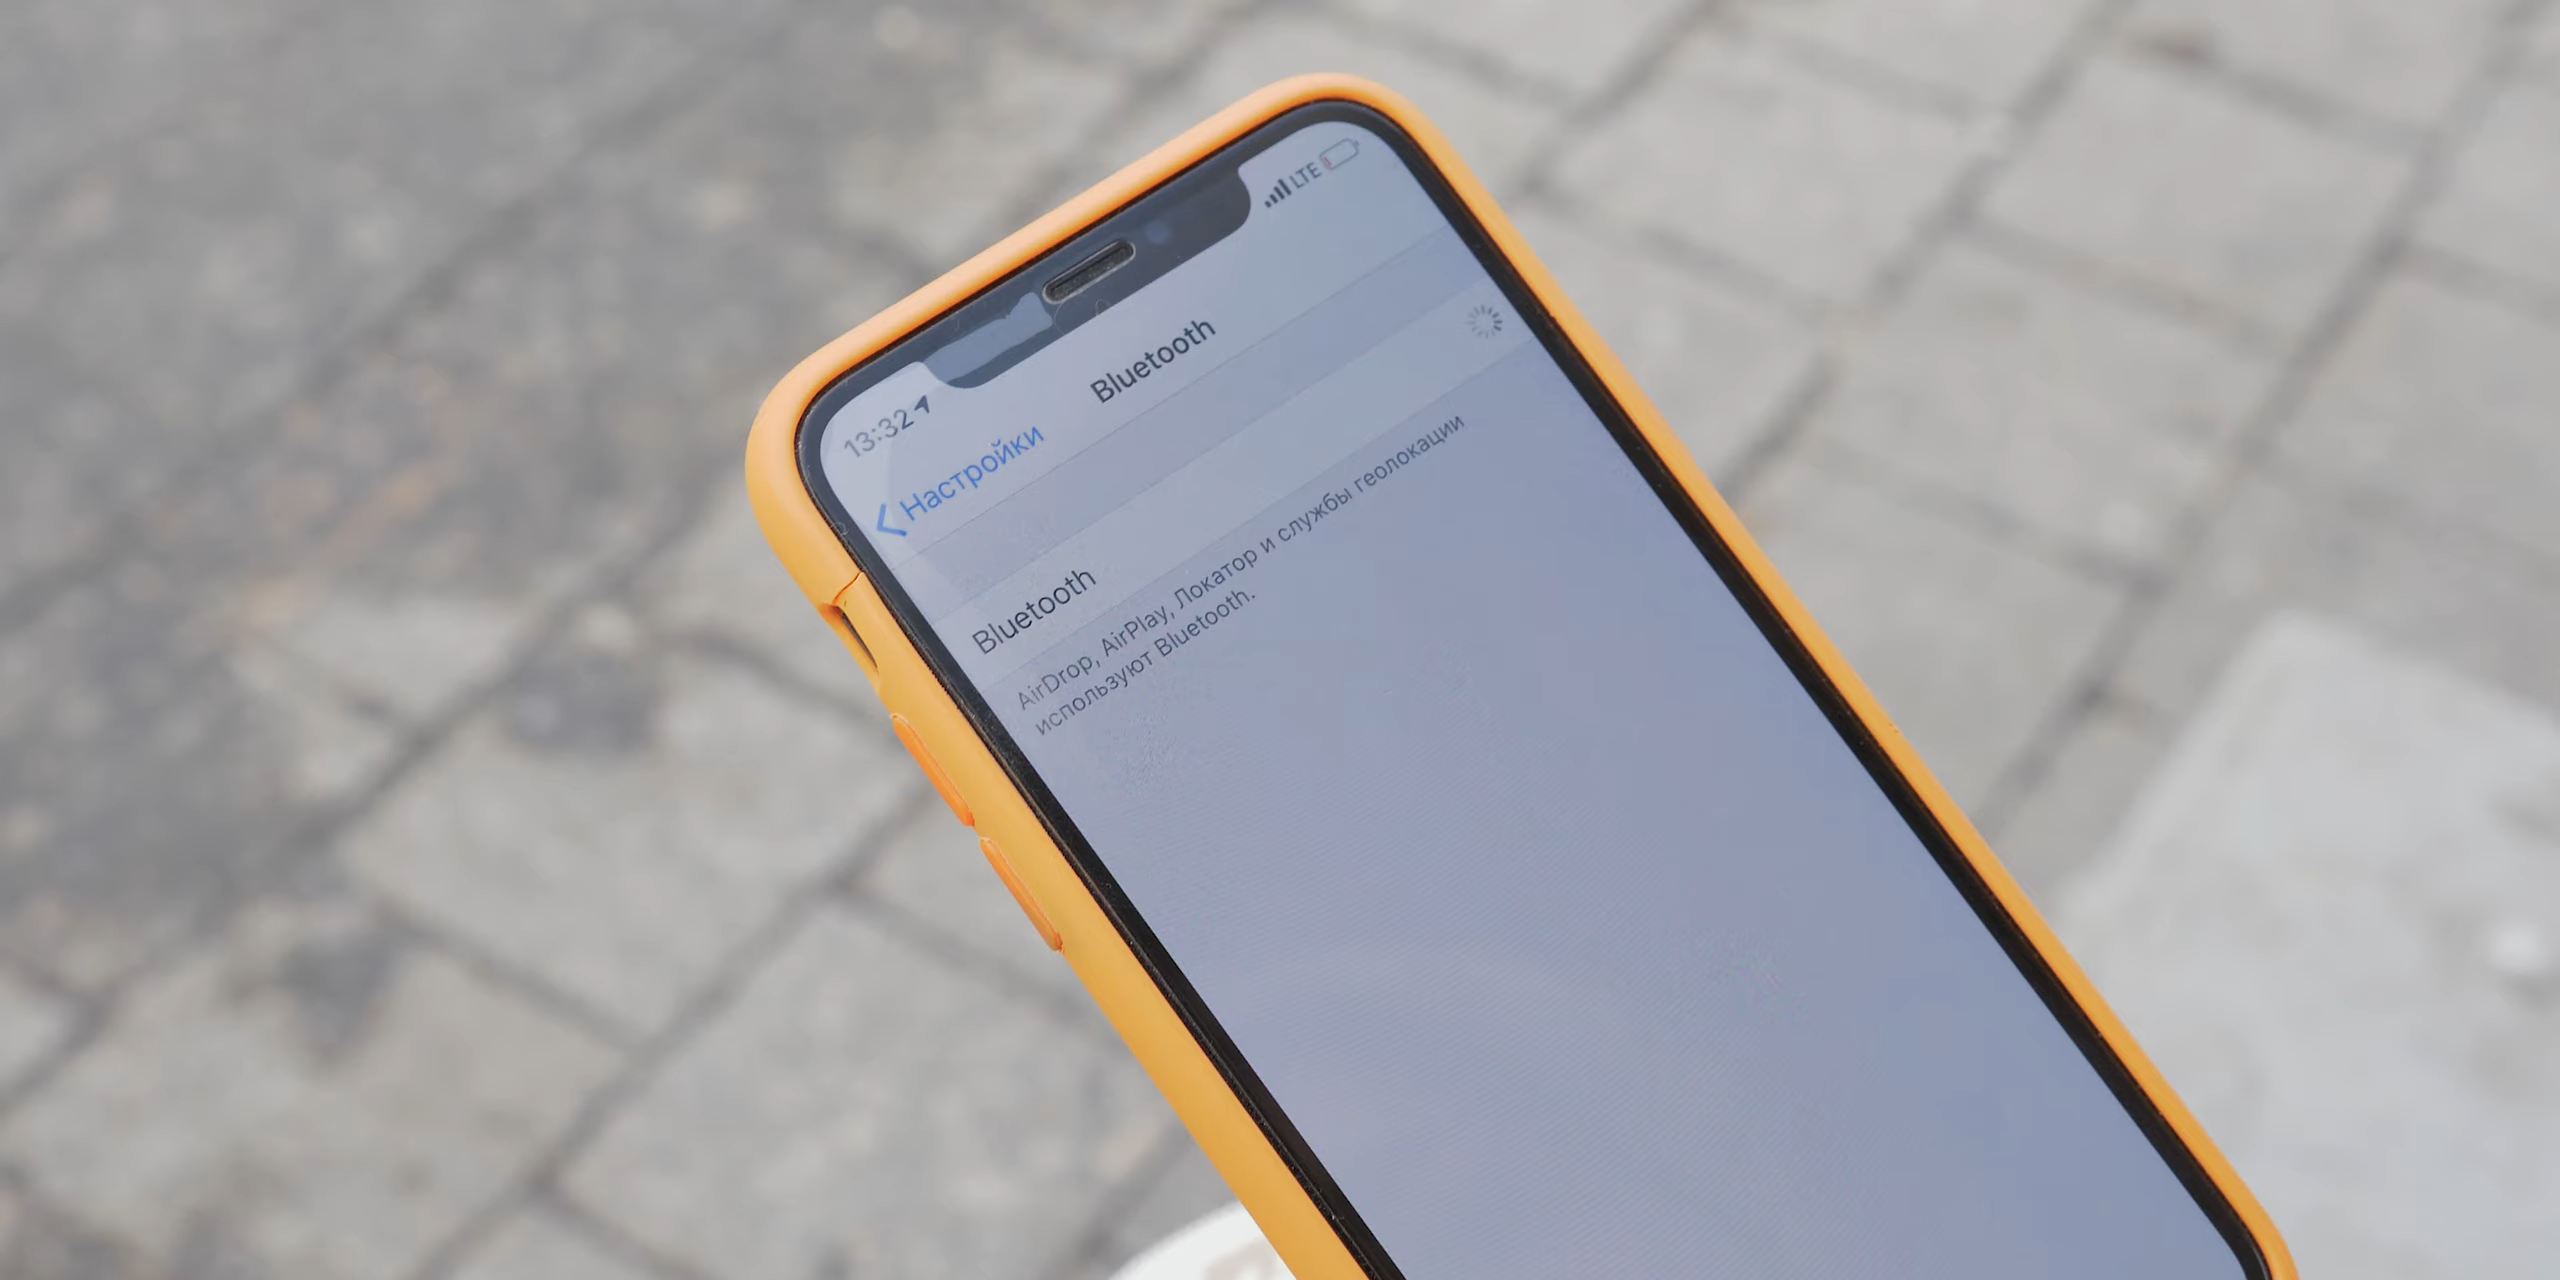 13:32
LTE
Настройки
Bluetooth
Bluetooth
AirDrop, AirPlay, Локатор и службы геолокации
используют Bluetooth.